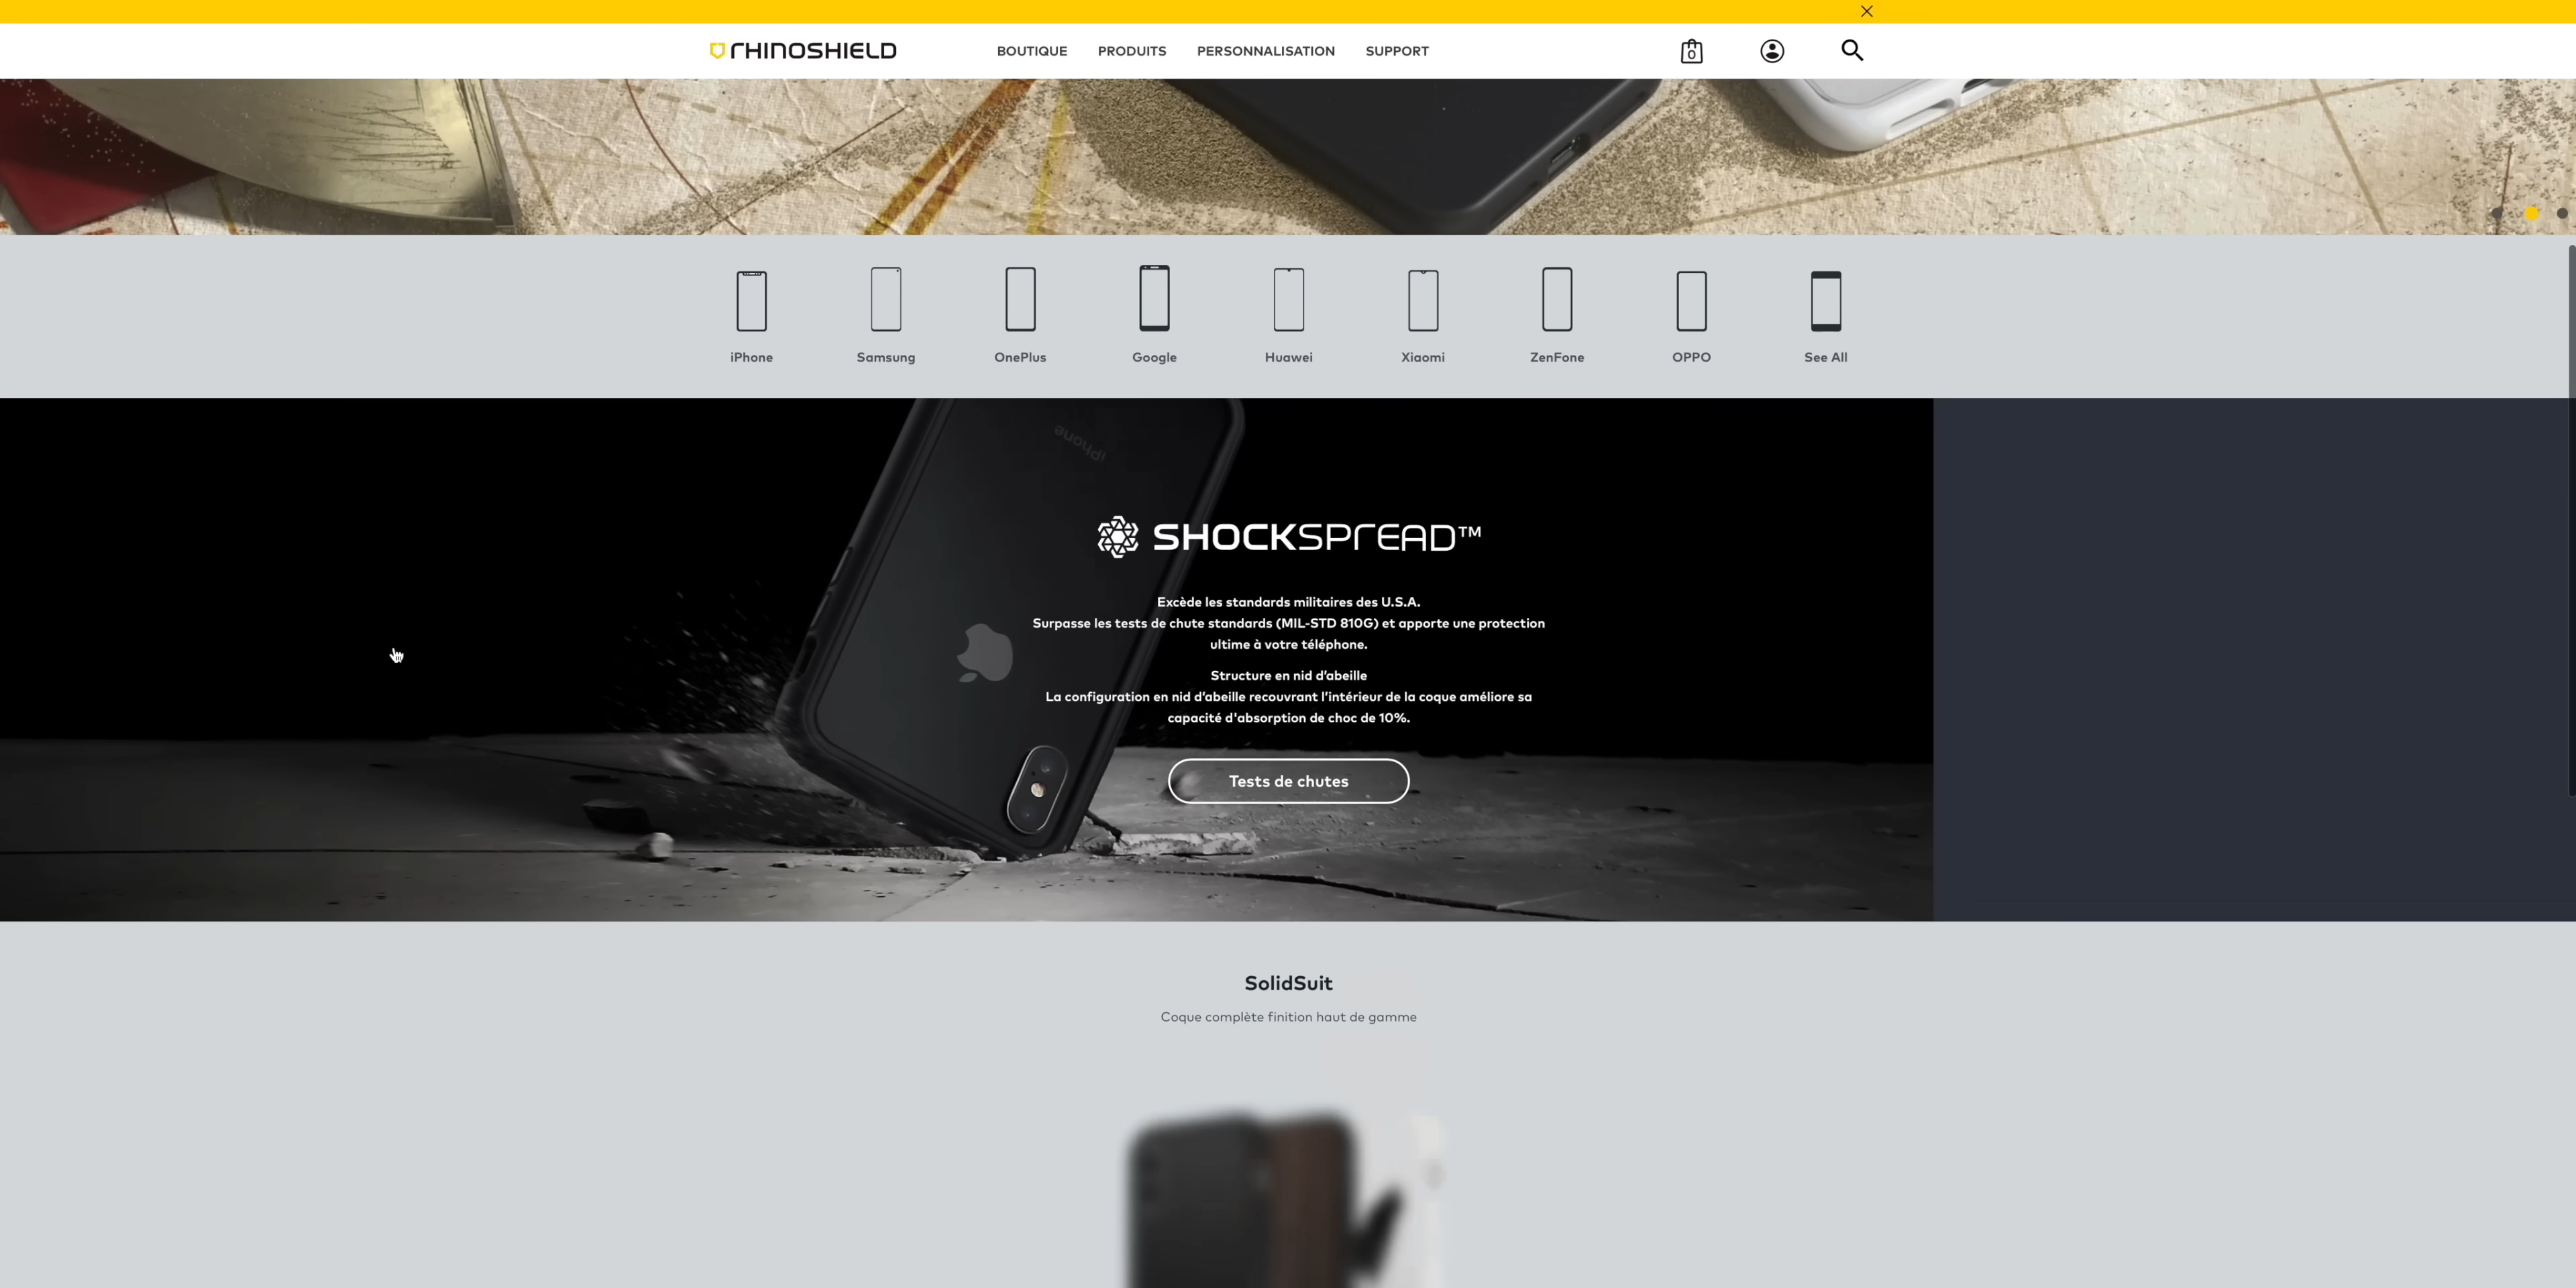 RHINOSHIELD
BOUTIQUE PRODUITS PERSONNALISATION SUPPORT
0
iPhone Samsung OnePlus Google Huawei Xiaomi ZenFone OPPO See All
iPhone
SHOCKSPREAD™
Excède les standards militaires des U.S.A.
Surpasse les tests de chute standards (MIL-STD 810G) et apporte une protection
ultime à votre téléphone.
Structure en nid d'abeille
La configuration en nid d'abeille recouvrant l'intérieur de la coque améliore sa
capacité d'absorption de choc de 10%.
Tests de chutes
SolidSuit
Coque complète finition haut de gamme